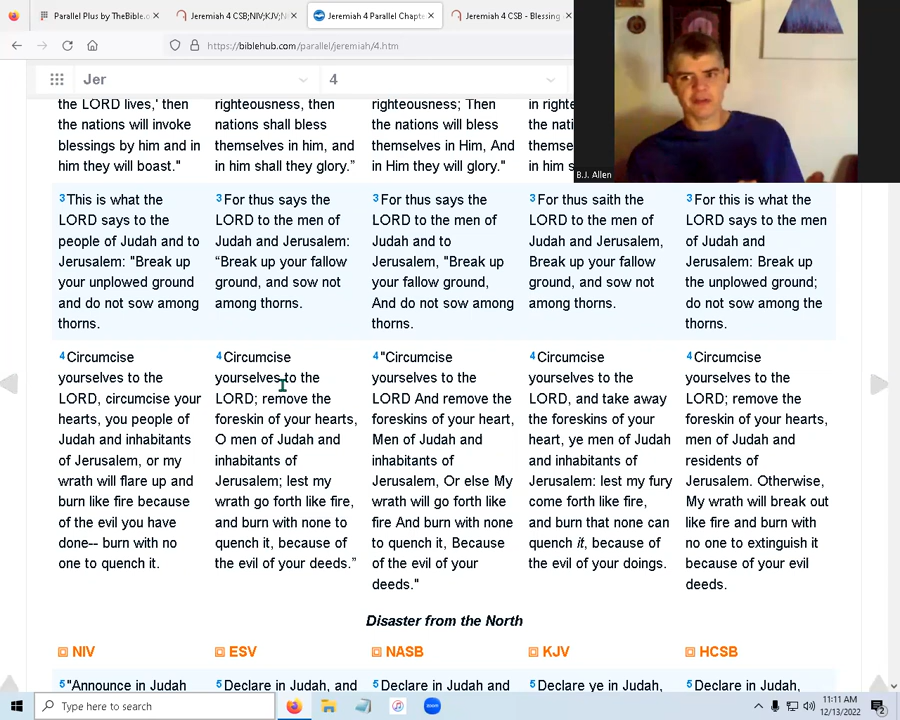 Parallel Plus by TheBible.o
Jeremiah 4 CSB;NIV;KJV;N
Jeremiah 4 Parallel Chapte
Jeremiah 4 CSB - Blessing
https://biblehub.com/parallel/jeremiah/4.htm
Jer
4
B.J. Allen
the LORD lives,' then
the nations will invoke
blessings by him and in
him they will boast."
righteousness, then
nations shall bless
themselves in him, and
in him shall they glory.”
righteousness; Then
the nations will bless
themselves in Him, And
in Him they will glory."
in righte
the nati
themsel
him shal
3This is what the
LORD says to the
people of Judah and to
Jerusalem: "Break up
your unplowed ground
and do not sow among
thorns.
3For thus says the
LORD to the men of
Judah and Jerusalem:
“Break up your fallow
ground, and sow not
among thorns.
3For thus says the
LORD to the men of
Judah and to
Jerusalem, "Break up
your fallow ground,
And do not sow among
thorns.
3For thus saith the
LORD to the men of
Judah and Jerusalem,
Break up your fallow
ground, and sow not
among thorns.
3For this is what the
LORD says to the men
of Judah and
Jerusalem: Break up
the unplowed ground;
do not sow among the
thorns.
4Circumcise
yourselves to the
LORD, circumcise your
hearts, you people of
Judah and inhabitants
of Jerusalem, or my
wrath will flare up and
burn like fire because
of the evil you have
done-- burn with no
one to quench it.
4Circumcise
yourselves to the
LORD; remove the
foreskin of your hearts,
O men of Judah and
inhabitants of
Jerusalem; lest my
wrath go forth like fire,
and burn with none to
quench it, because of
the evil of your deeds.”
4"Circumcise
yourselves to the
LORD And remove the
foreskins of your heart,
Men of Judah and
inhabitants of
Jerusalem, Or else My
wrath will go forth like
fire And burn with none
to quench it, Because
of the evil of your
deeds."
4Circumcise
yourselves to the
LORD, and take away
the foreskins of your
heart, ye men of Judah
and inhabitants of
Jerusalem: lest my fury
come forth like fire,
and burn that none can
quench it, because of
the evil of your doings.
4Circumcise
yourselves to the
LORD; remove the
foreskin of your hearts,
men of Judah and
residents of
Jerusalem. Otherwise,
My wrath will break out
like fire and burn with
no one to extinguish it
because of your evil
deeds.
Disaster from the North
NIV
ESV
NASB
KJV
HCSB
5"Announce in Judah
5Declare in Judah, and
5Declare in Judah and
5Declare ye in Judah,
5Declare in Judah,
Type here to search
11:11 AM
12/13/2022
2